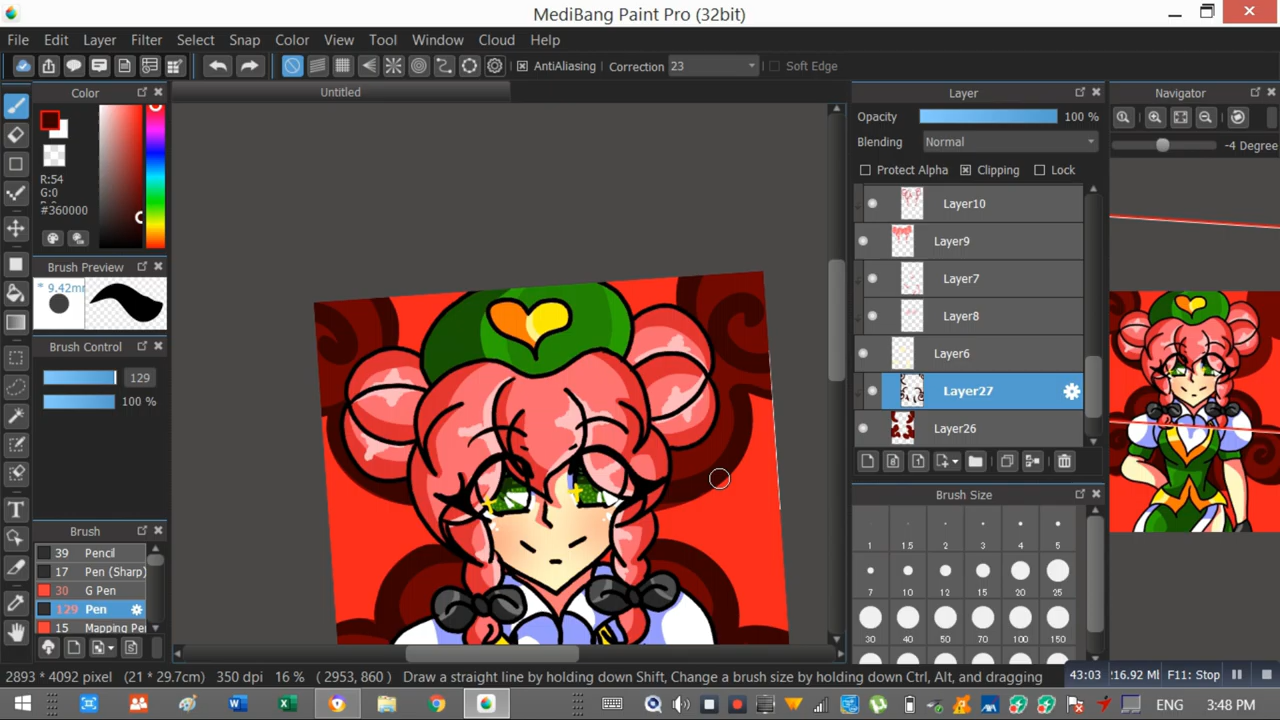 MediBang Paint Pro (32bit)
File Edit Layer Filter Select Snap Color View Tool Window Cloud Help
AntiAliasing Correction 23 Soft Edge
Color
Untitled
Layer
Navigator
Opacity 100 %
Blending Normal
-4 Degree
Protect Alpha Clipping Lock
R:54
G:0
#360000
Layer10
Layer9
Layer7
Layer8
Layer6
Layer27
Layer26
Brush Preview
* 9.42mm
Brush Control
129
100 %
Brush Size
1 1.5 2 3 4 5
7 10 12 15 20 25
30 40 50 70 100 150
Brush
39 Pencil
17 Pen (Sharp)
30 G Pen
129 Pen
15 Mapping Pen
2893 * 4092 pixel (21 * 29.7cm) 350 dpi 16 % (2953, 860) Draw a straight line by holding down Shift, Change a brush size by holding down Ctrl, Alt, and dragging
43:03 F11: Stop
ENG 3:48 PM